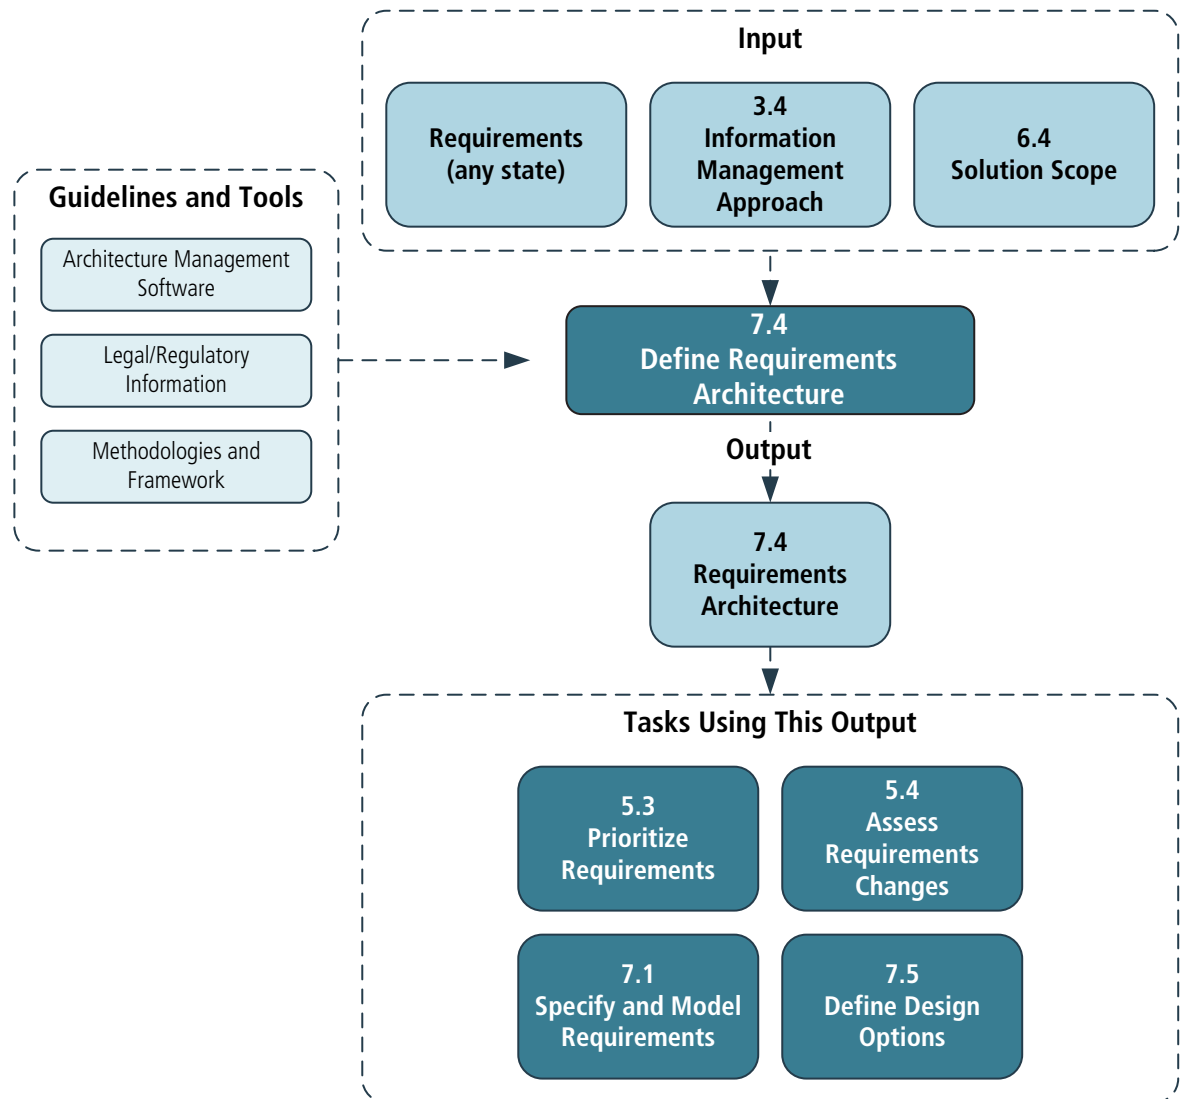 Input
Requirements
(any state)
3.4
Information
Management
Approach
6.4
Solution Scope
Guidelines and Tools
Architecture Management
Software
Legal/Regulatory
Information
Methodologies and
Framework
7.4
Define Requirements
Architecture
Output
7.4
Requirements
Architecture
Tasks Using This Output
5.3
Prioritize
Requirements
5.4
Assess
Requirements
Changes
7.1
Specify and Model
Requirements
7.5
Define Design
Options